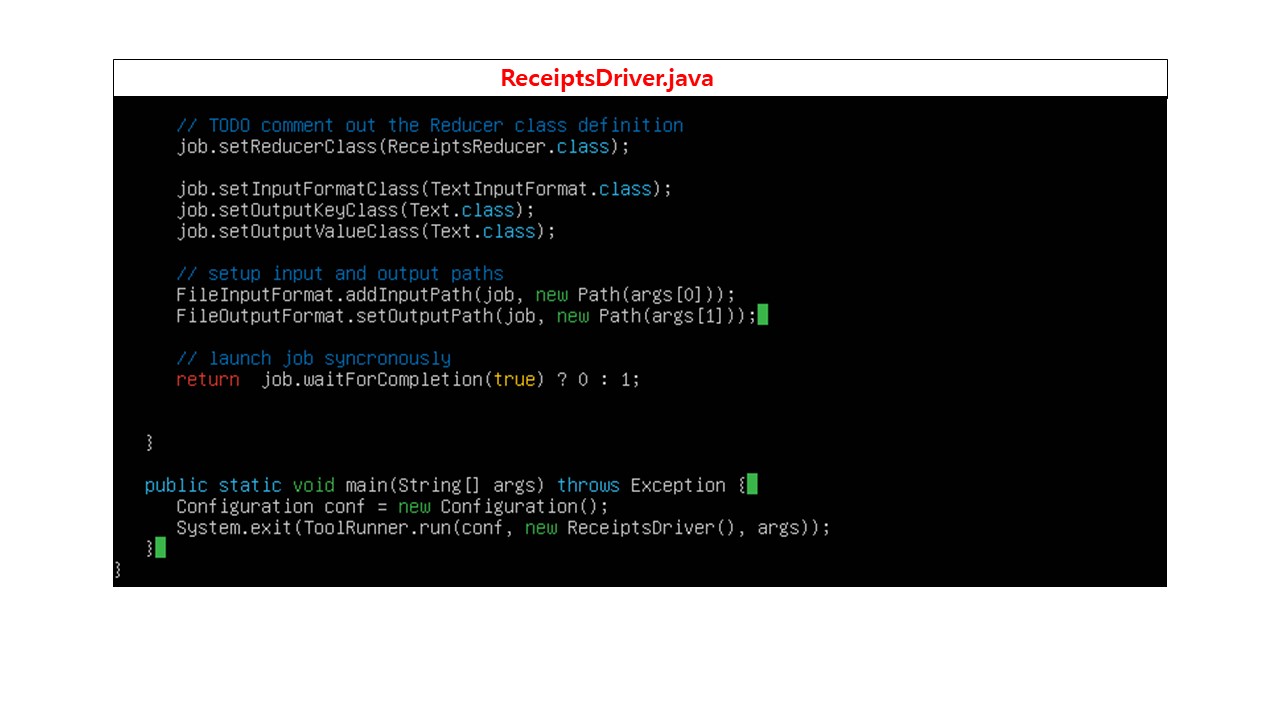 ReceiptsDriver.java
// TODO comment out the Reducer class definition
job.setReducerClass(ReceiptsReducer.class);
job.setInputFormatClass(TextInputFormat.class);
job.setOutputKeyClass(Text.class);
job.setOutputValueClass(Text.class);
// setup input and output paths
FileInputFormat.addInputPath(job, new Path(args[0]));
FileOutputFormat.setOutputPath(job, new Path(args[1]));
// launch job syncronously
return  job.waitForCompletion(true) ? 0 : 1;
}
public static void main(String[] args) throws Exception {
Configuration conf = new Configuration();
System.exit(ToolRunner.run(conf, new ReceiptsDriver(), args));
}
}